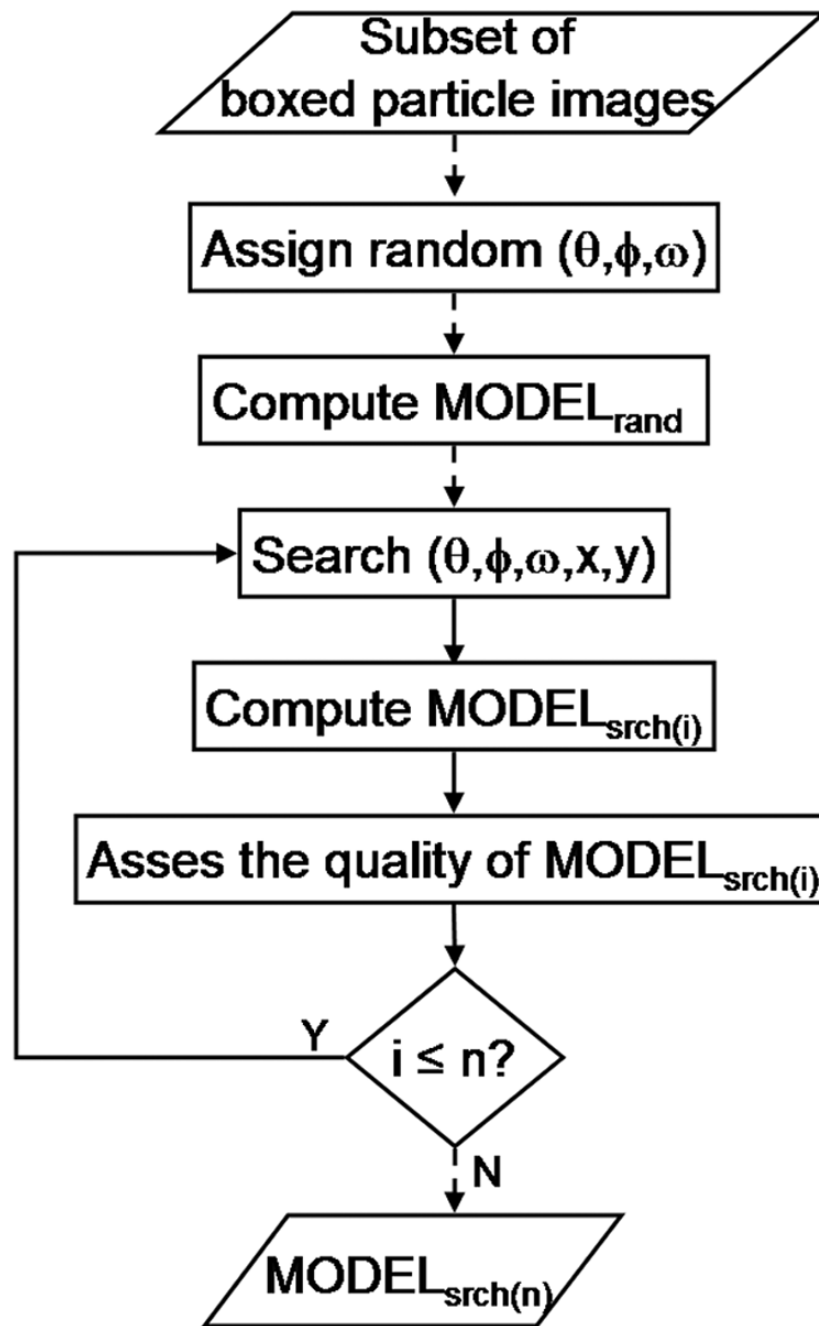 Subset of
boxed particle images
Assign random (θ,ϕ,ω)
Compute MODELrand
Search (θ,ϕ,ω,x,y)
Compute MODELsrch(i)
Asses the quality of MODELsrch(i)
Y
i ≤ n?
N
MODELsrch(n)